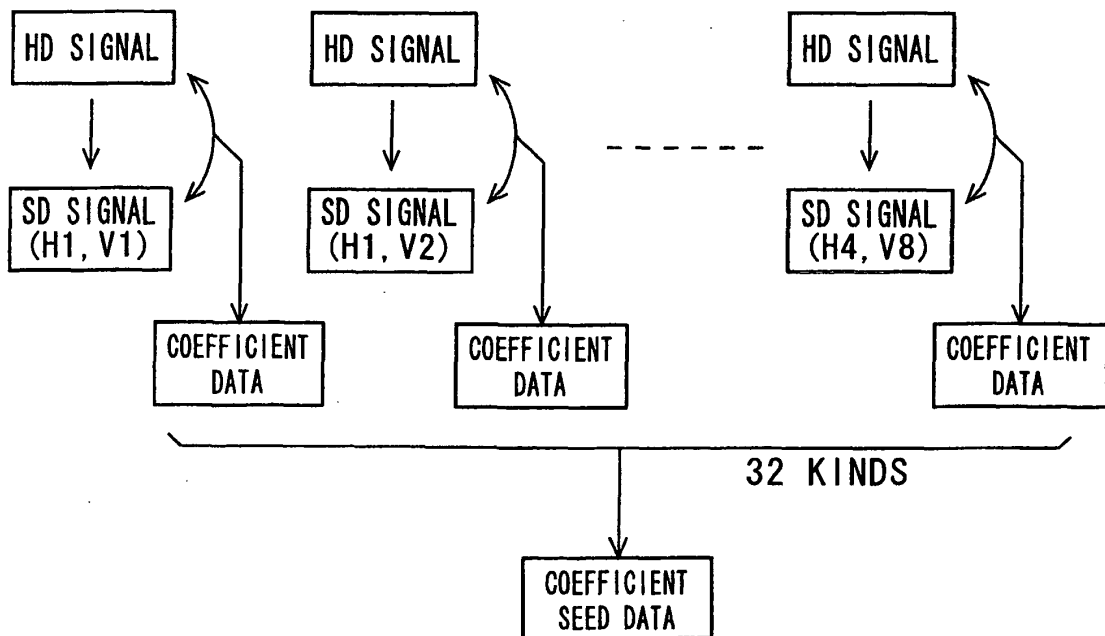 HD SIGNAL
HD SIGNAL
HD SIGNAL
SD SIGNAL
(H1, V1)
SD SIGNAL
(H1, V2)
SD SIGNAL
(H4, V8)
COEFFICIENT
DATA
COEFFICIENT
DATA
COEFFICIENT
DATA
32 KINDS
COEFFICIENT
SEED DATA